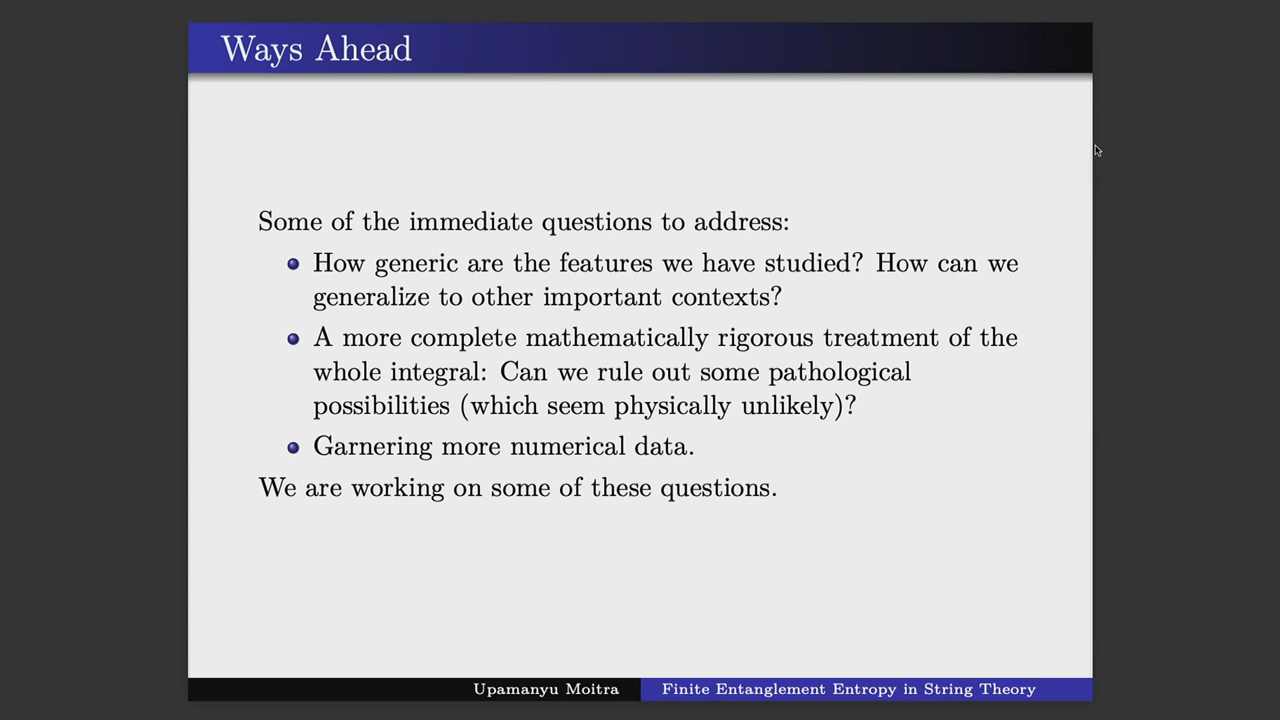 Ways Ahead
Some of the immediate questions to address:
How generic are the features we have studied? How can we
generalize to other important contexts?
A more complete mathematically rigorous treatment of the
whole integral: Can we rule out some pathological
possibilities (which seem physically unlikely)?
Garnering more numerical data.
We are working on some of these questions.
Upamanyu Moitra
Finite Entanglement Entropy in String Theory